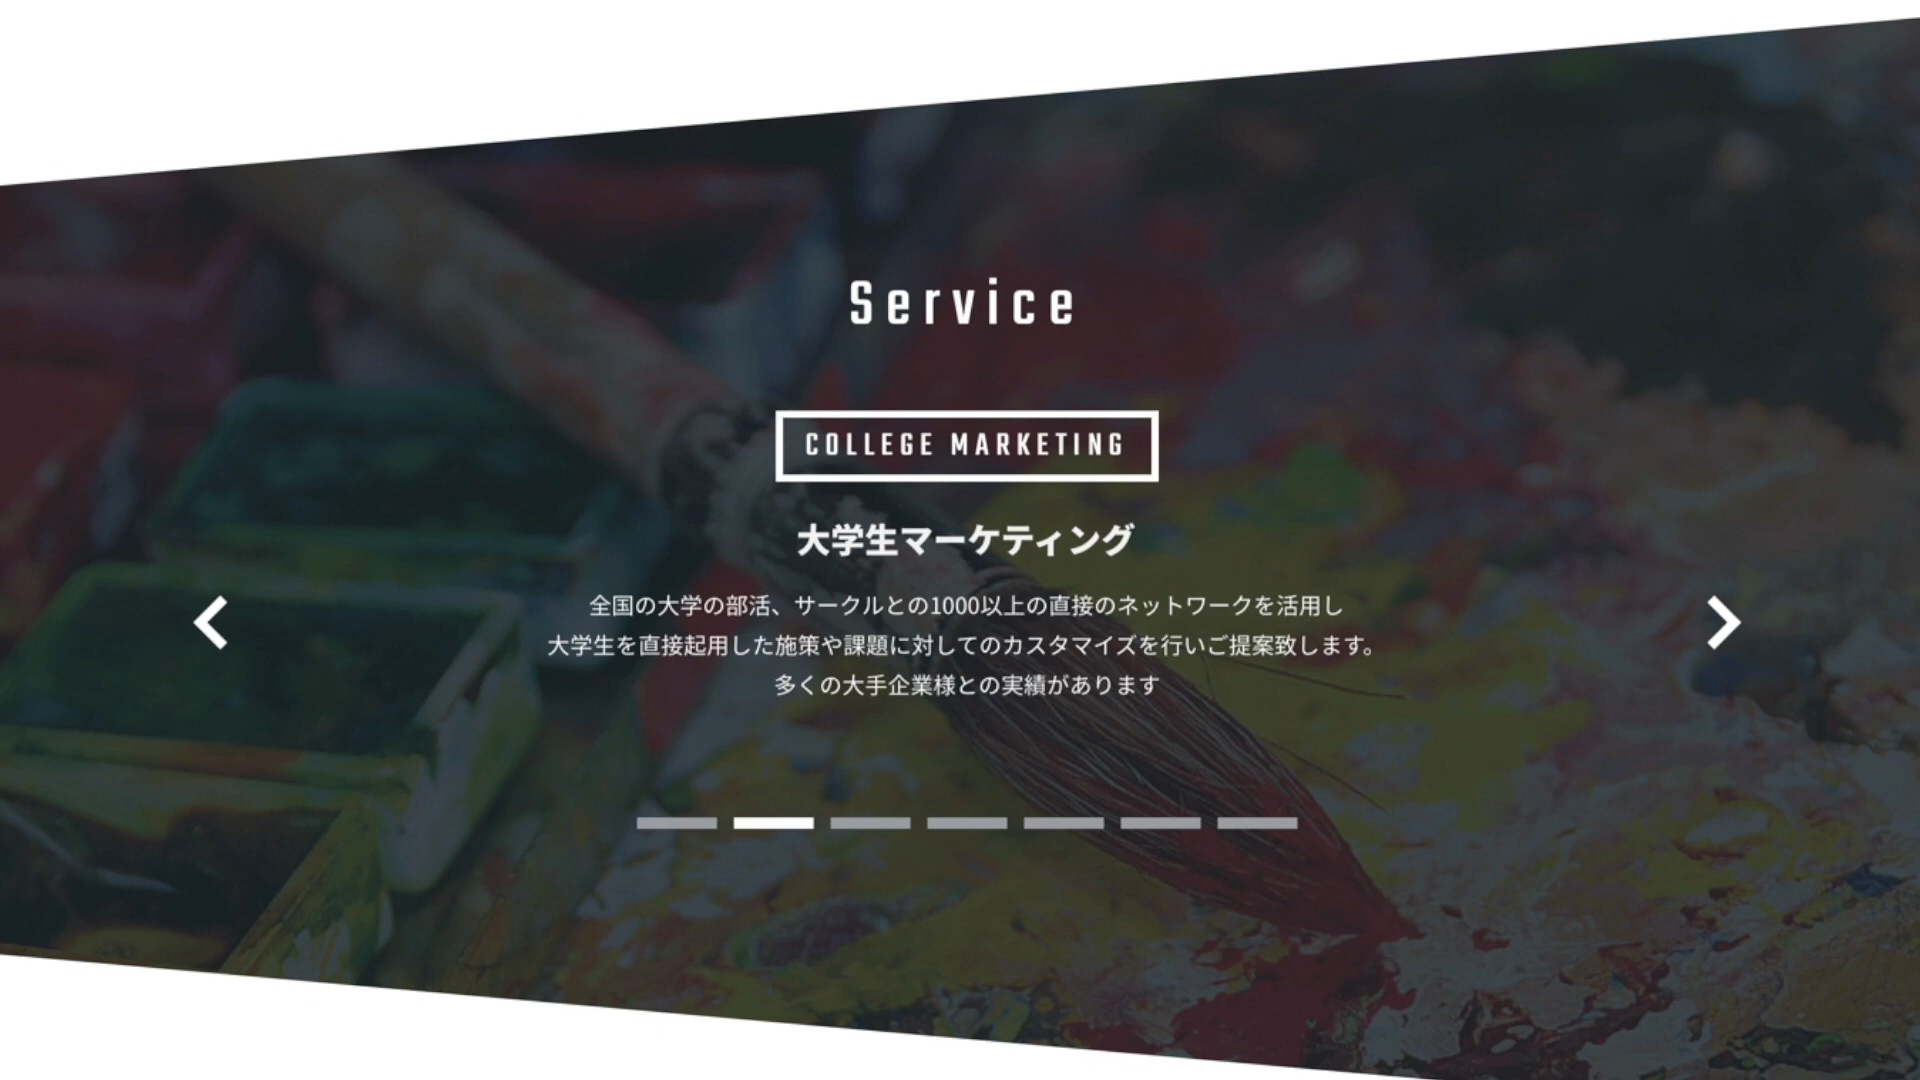 Service
COLLEGE MARKETING
大学生マーケティング
全国の大学の部活、サークルとの1000以上の直接のネットワークを活用し
大学生を直接起用した施策や課題に対してのカスタマイズを行いご提案致します。
多くの大手企業様との実績があります